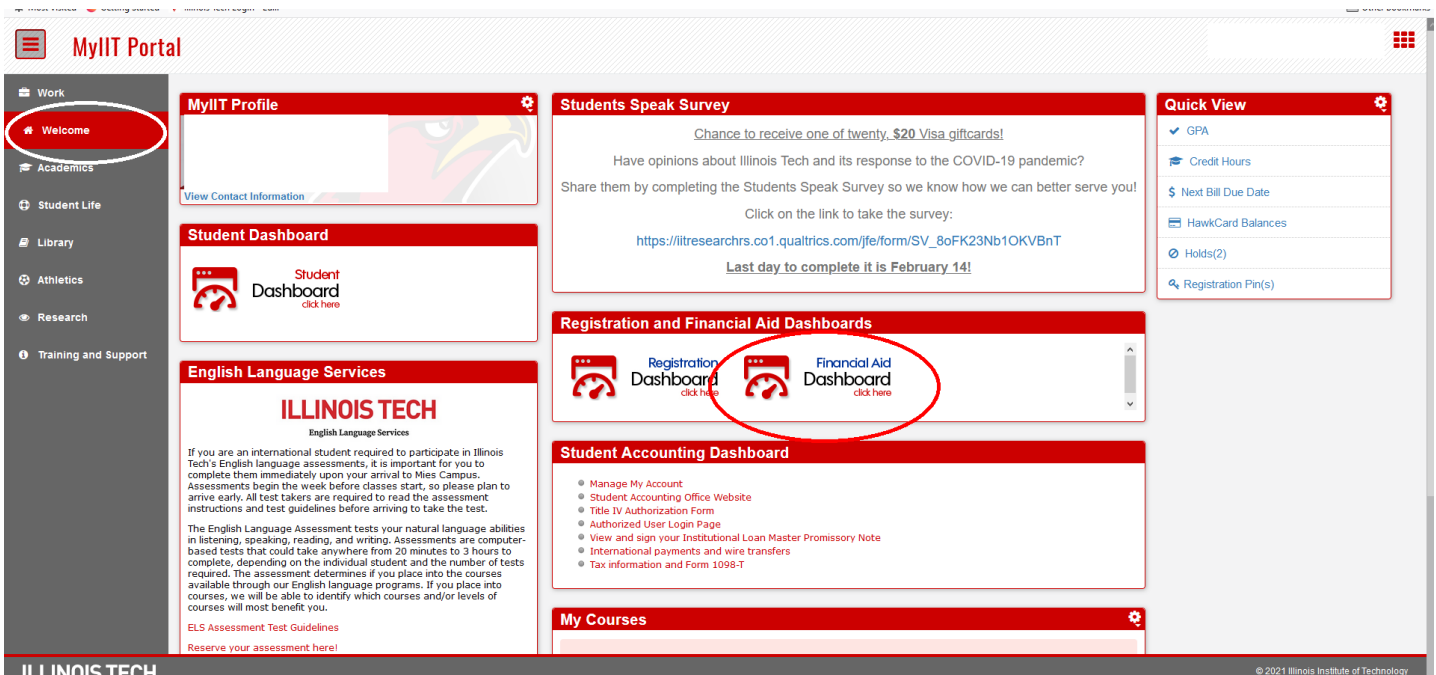 MyIIT Portal
Work
Welcome
Academics
Student Life
Library
Athletics
Research
Training and Support
MyIIT Profile
View Contact Information
Student Dashboard
Student
Dashboard
click here
English Language Services
ILLINOIS TECH
English Language Services
If you are an international student required to participate in Illinois
Tech's English language assessments, it is important for you to
complete them immediately upon your arrival to Mies Campus.
Assessments begin the week before classes start, so please plan to
arrive early. All test takers are required to read the assessment
instructions and test guidelines before arriving to take the test.
The English Language Assessment tests your natural language abilities
in listening, speaking, reading, and writing. Assessments are computer-
based tests that could take anywhere from 20 minutes to 3 hours to
complete, depending on the individual student and the number of tests
required. The assessment determines if you place into the courses
available through our English language programs. If you place into
courses, we will be able to identify which courses and/or levels of
courses will most benefit you.
ELS Assessment Test Guidelines
Reserve your assessment here!
Students Speak Survey
Chance to receive one of twenty, $20 Visa giftcards!
Have opinions about Illinois Tech and its response to the COVID-19 pandemic?
Share them by completing the Students Speak Survey so we know how we can better serve you!
Click on the link to take the survey:
https://iitresearchrs.co1.qualtrics.com/jfe/form/SV_8oFK23Nb1OKVBnT
Last day to complete it is February 14!
Registration and Financial Aid Dashboards
Registration
Dashboard
click here
Financial Aid
Dashboard
click here
Student Accounting Dashboard
Manage My Account
Student Accounting Office Website
Title IV Authorization Form
Authorized User Login Page
View and sign your Institutional Loan Master Promissory Note
International payments and wire transfers
Tax information and Form 1098-T
My Courses
Quick View
GPA
Credit Hours
$ Next Bill Due Date
HawkCard Balances
Holds(2)
Registration Pin(s)
ILLINOIS TECH
© 2021 Illinois Institute of Technology